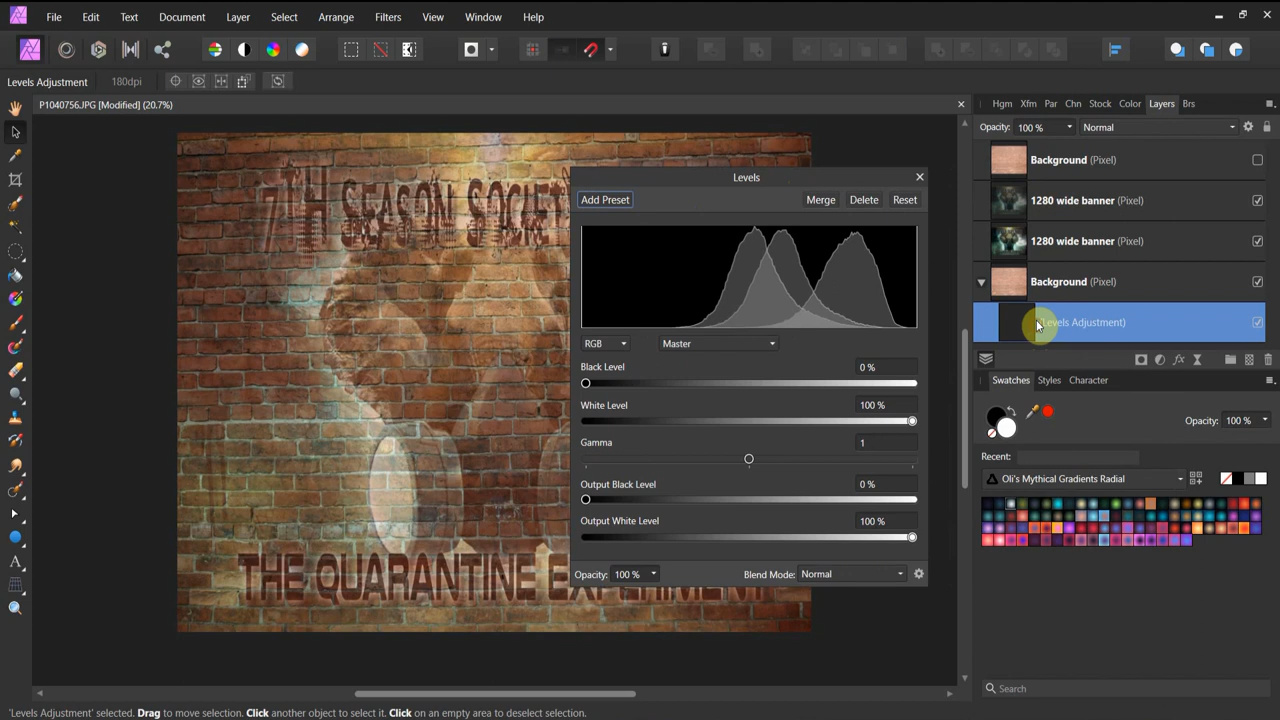 File Edit Text Document Layer Select Arrange Filters View Window Help
Levels Adjustment 180dpi
P1040756.JPG [Modified] (20.7%)
Hgm Xfm Par Chn Stock Color Layers Brs
Opacity: 100 % Normal
Background (Pixel)
1280 wide banner (Pixel)
1280 wide banner (Pixel)
Background (Pixel)
(Levels Adjustment)
7TH SEASON SOCIET
THE QUARANTINE EXPERIMENT
Levels
Add Preset Merge Delete Reset
RGB Master
Black Level 0 %
White Level 100 %
Gamma 1
Output Black Level 0 %
Output White Level 100 %
Opacity: 100 % Blend Mode: Normal
Swatches Styles Character
Opacity: 100 %
Recent:
Oli's Mythical Gradients Radial
Search
'Levels Adjustment' selected. Drag to move selection. Click another object to select it. Click on an empty area to deselect selection.